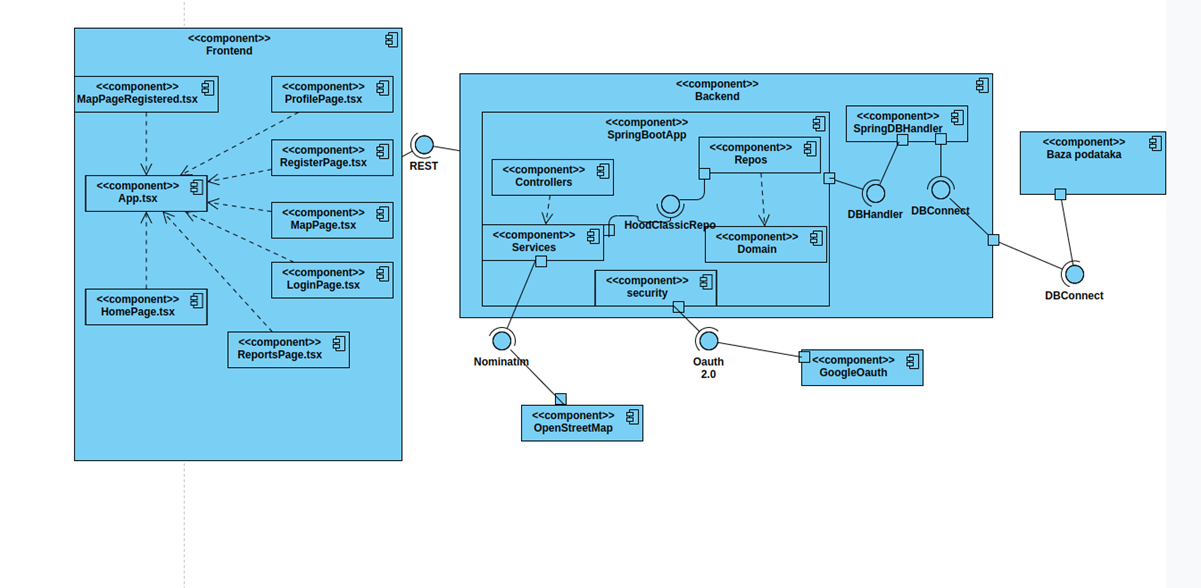 <<component>>
Frontend
<<component>>
MapPageRegistered.tsx
<<component>>
ProfilePage.tsx
<<component>>
RegisterPage.tsx
<<component>>
App.tsx
<<component>>
MapPage.tsx
<<component>>
LoginPage.tsx
<<component>>
HomePage.tsx
<<component>>
ReportsPage.tsx
REST
<<component>>
Backend
<<component>>
SpringBootApp
<<component>>
Controllers
<<component>>
Repos
HoodClassicRepo
<<component>>
Services
<<component>>
Domain
<<component>>
security
<<component>>
SpringDBHandler
DBHandler
DBConnect
<<component>>
Baza podataka
DBConnect
Nominatim
Oauth
2.0
<<component>>
GoogleOauth
<<component>>
OpenStreetMap